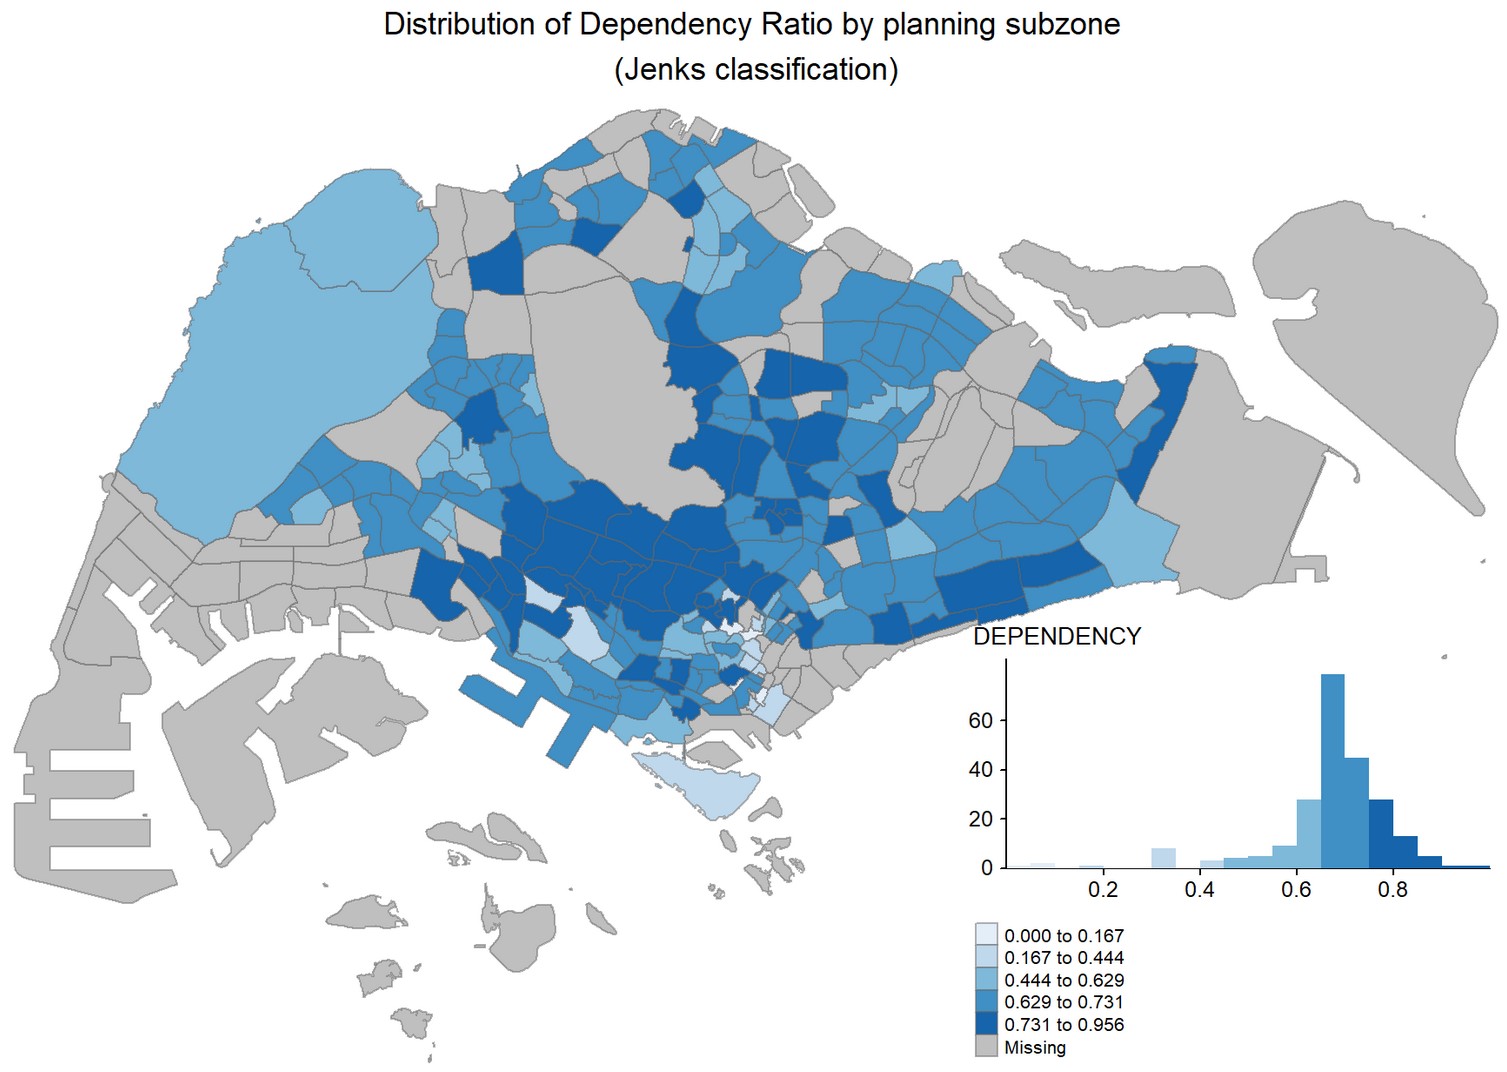 Distribution of Dependency Ratio by planning subzone
(Jenks classification)
DEPENDENCY
60
40
20
0
0.2 0.4 0.6 0.8
0.000 to 0.167
0.167 to 0.444
0.444 to 0.629
0.629 to 0.731
0.731 to 0.956
Missing